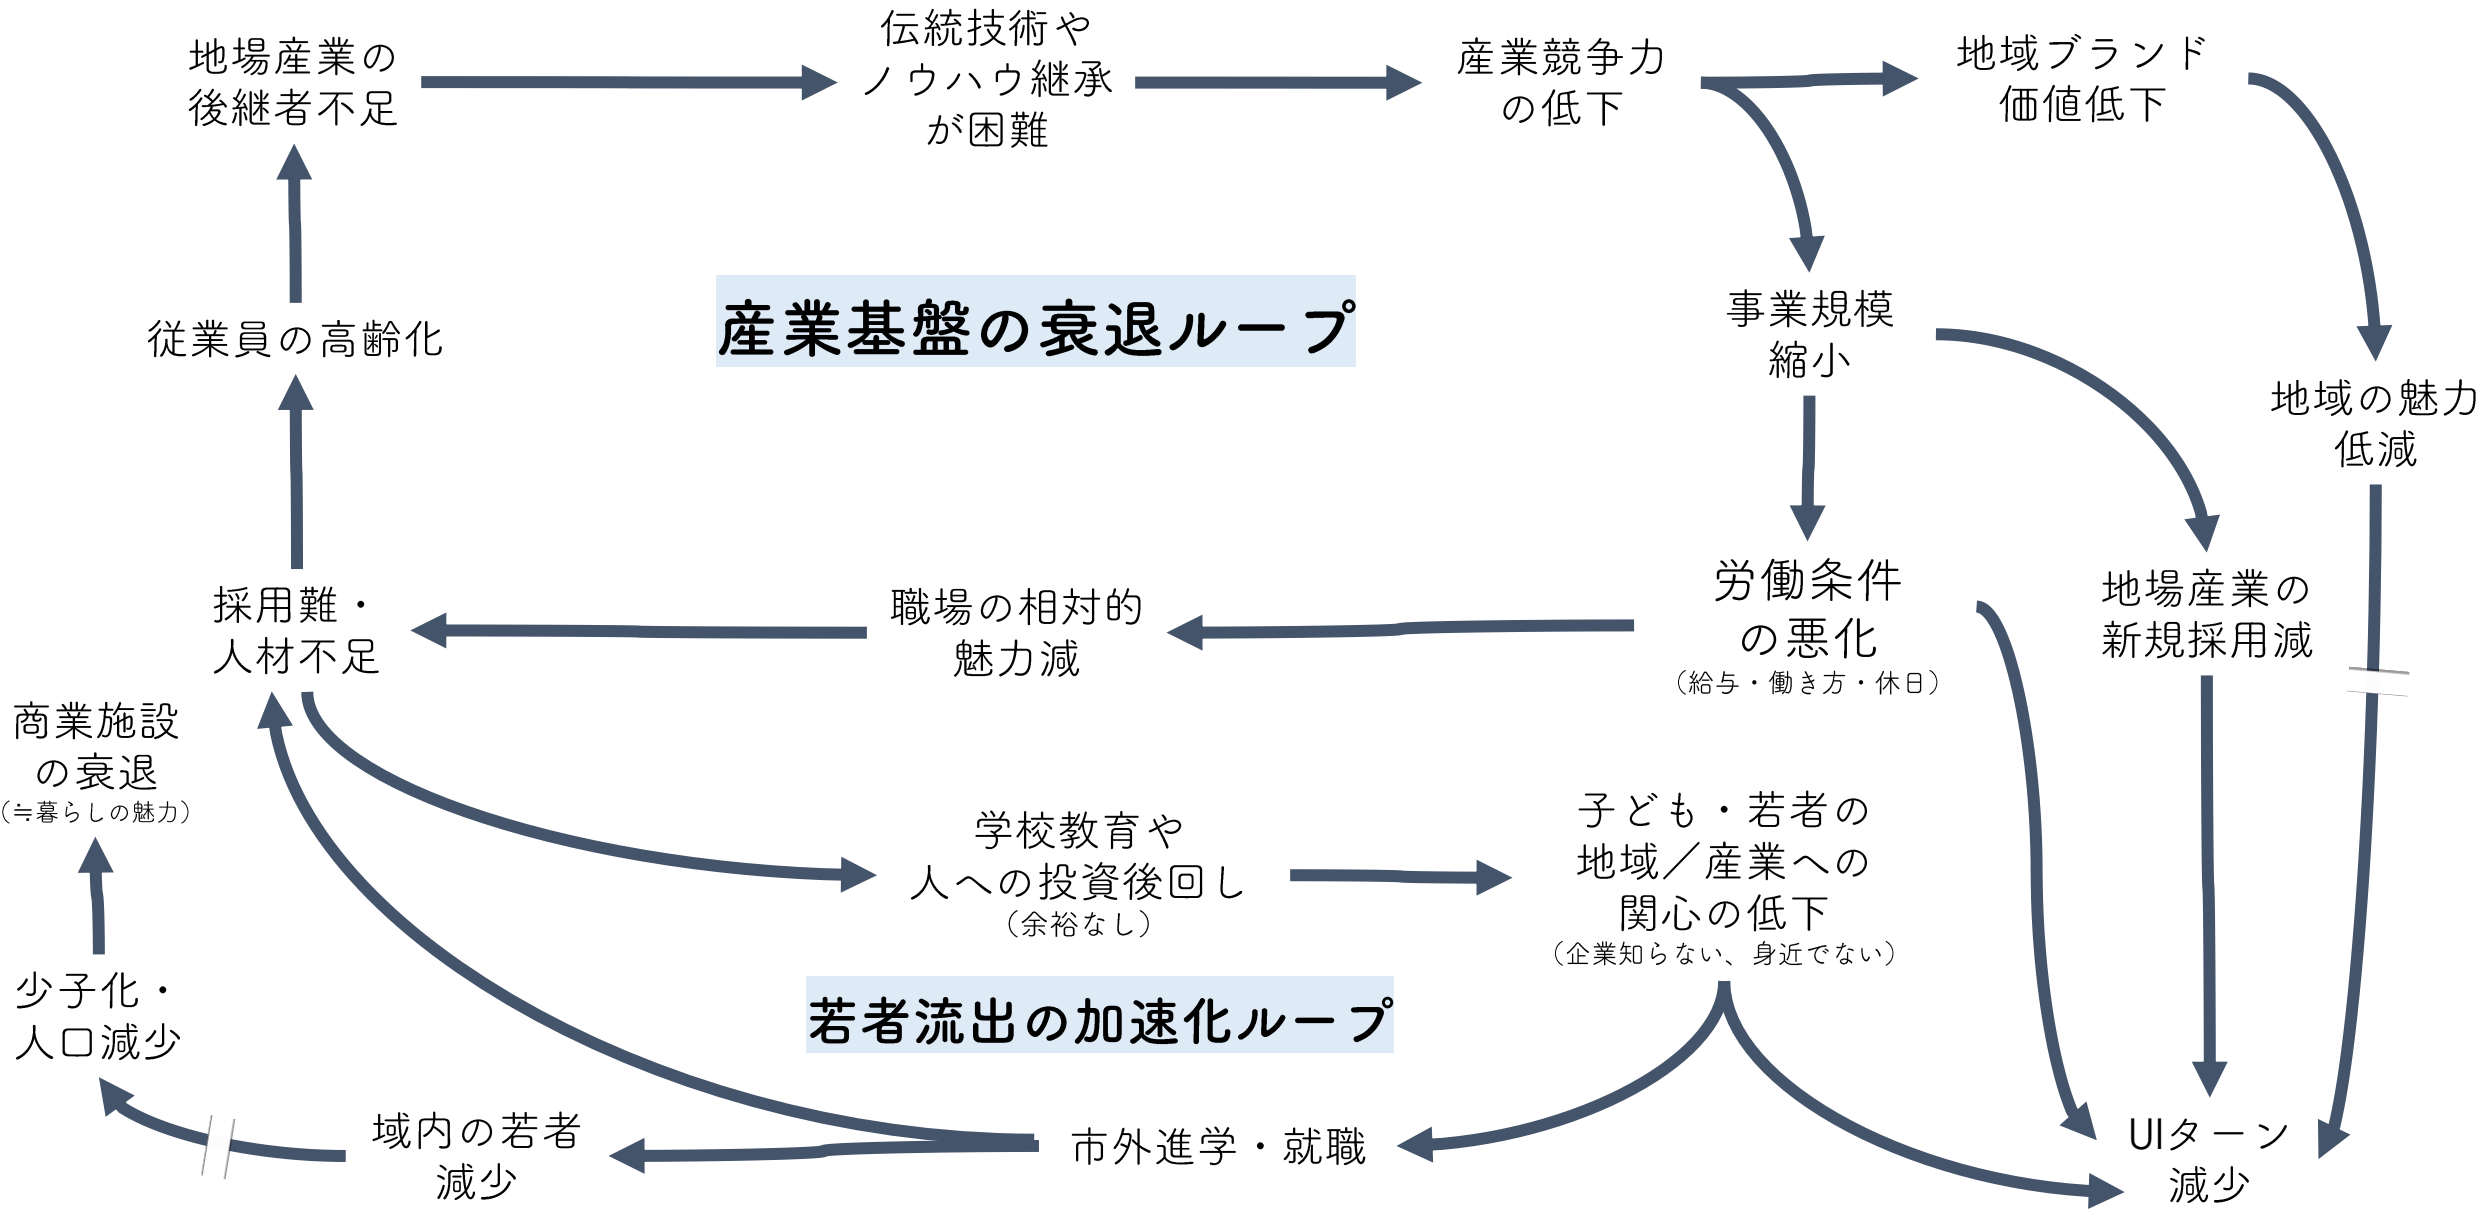 地場産業の
後継者不足
伝統技術や
ノウハウ継承
が困難
産業競争力
の低下
地域ブランド
価値低下
従業員の高齢化
産業基盤の衰退ループ
事業規模
縮小
地域の魅力
低減
採用難・
人材不足
職場の相対的
魅力減
労働条件
の悪化
（給与・働き方・休日）
地場産業の
新規採用減
商業施設
の衰退
（≒暮らしの魅力）
学校教育や
人への投資後回し
（余裕なし）
子ども・若者の
地域／産業への
関心の低下
（企業知らない、身近でない）
少子化・
人口減少
若者流出の加速化ループ
域内の若者
減少
市外進学・就職
UIターン
減少